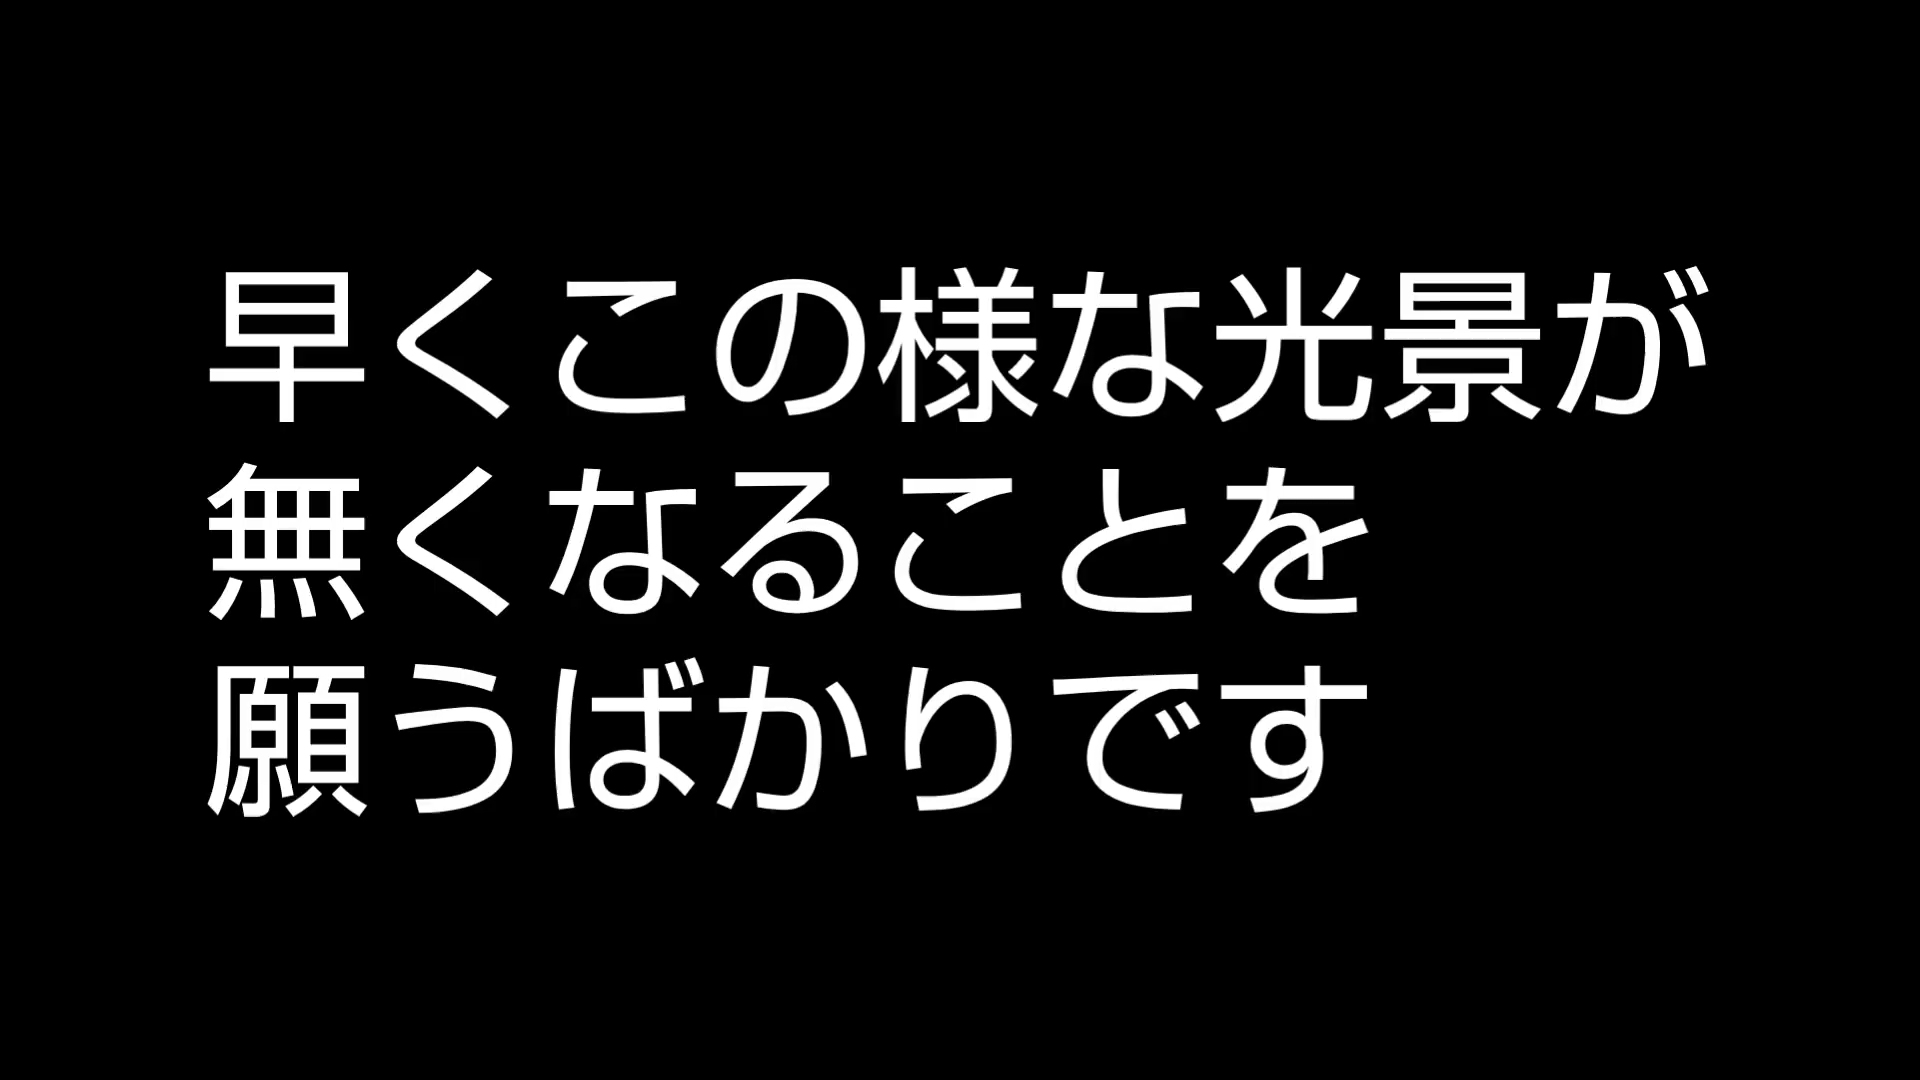 早くこの様な光景が
無くなることを
願うばかりです